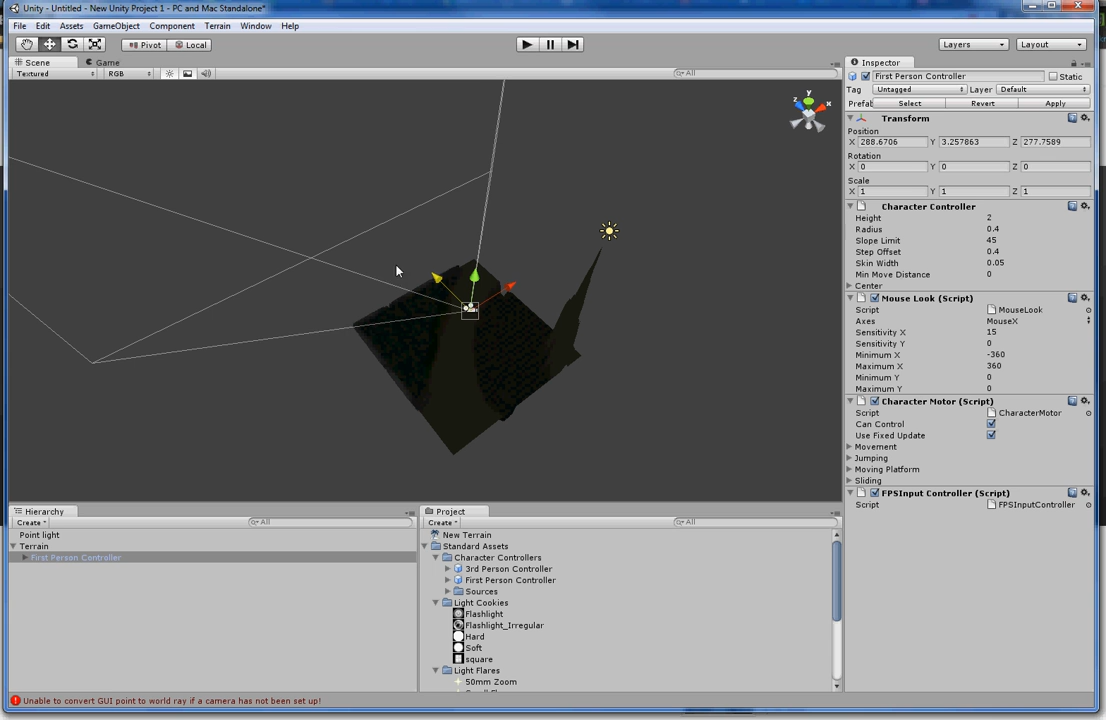 Unity - Untitled - New Unity Project 1 - PC and Mac Standalone*
File Edit Assets GameObject Component Terrain Window Help
Pivot Local Layers Layout
Scene Game
Textured RGB All
y
z x
Inspector
First Person Controller Static
Tag Untagged Layer Default
Prefab Select Revert Apply
Transform
Position
X 288.6706 Y 3.257863 Z 277.7589
Rotation
X 0 Y 0 Z 0
Scale
X 1 Y 1 Z 1
Character Controller
Height 2
Radius 0.4
Slope Limit 45
Step Offset 0.4
Skin Width 0.05
Min Move Distance 0
Center
Mouse Look (Script)
Script MouseLook
Axes MouseX
Sensitivity X 15
Sensitivity Y 0
Minimum X -360
Maximum X 360
Minimum Y 0
Maximum Y 0
Character Motor (Script)
Script CharacterMotor
Can Control
Use Fixed Update
Movement
Jumping
Moving Platform
Sliding
FPSInput Controller (Script)
Script FPSInputController
Hierarchy
Create All
Point light
Terrain
First Person Controller
Project
Create All
New Terrain
Standard Assets
Character Controllers
3rd Person Controller
First Person Controller
Sources
Light Cookies
Flashlight
Flashlight_Irregular
Hard
Soft
square
Light Flares
50mm Zoom
Unable to convert GUI point to world ray if a camera has not been set up!